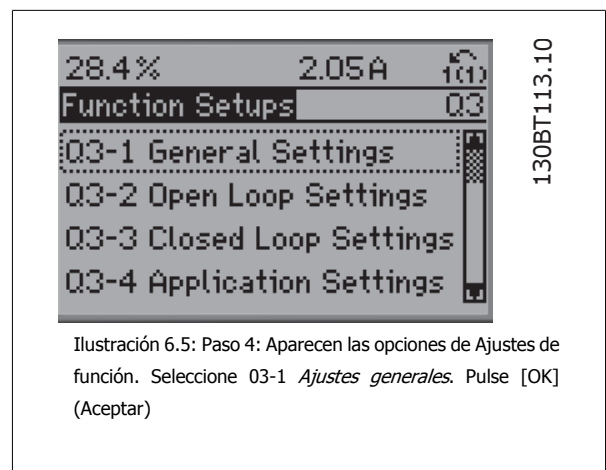 28.4% 2.05A 1(1)
Function Setups Q3
Q3-1 General Settings
Q3-2 Open Loop Settings
Q3-3 Closed Loop Settings
Q3-4 Application Settings
130BT113.10
Ilustración 6.5: Paso 4: Aparecen las opciones de Ajustes de
función. Seleccione 03-1 Ajustes generales. Pulse [OK]
(Aceptar)